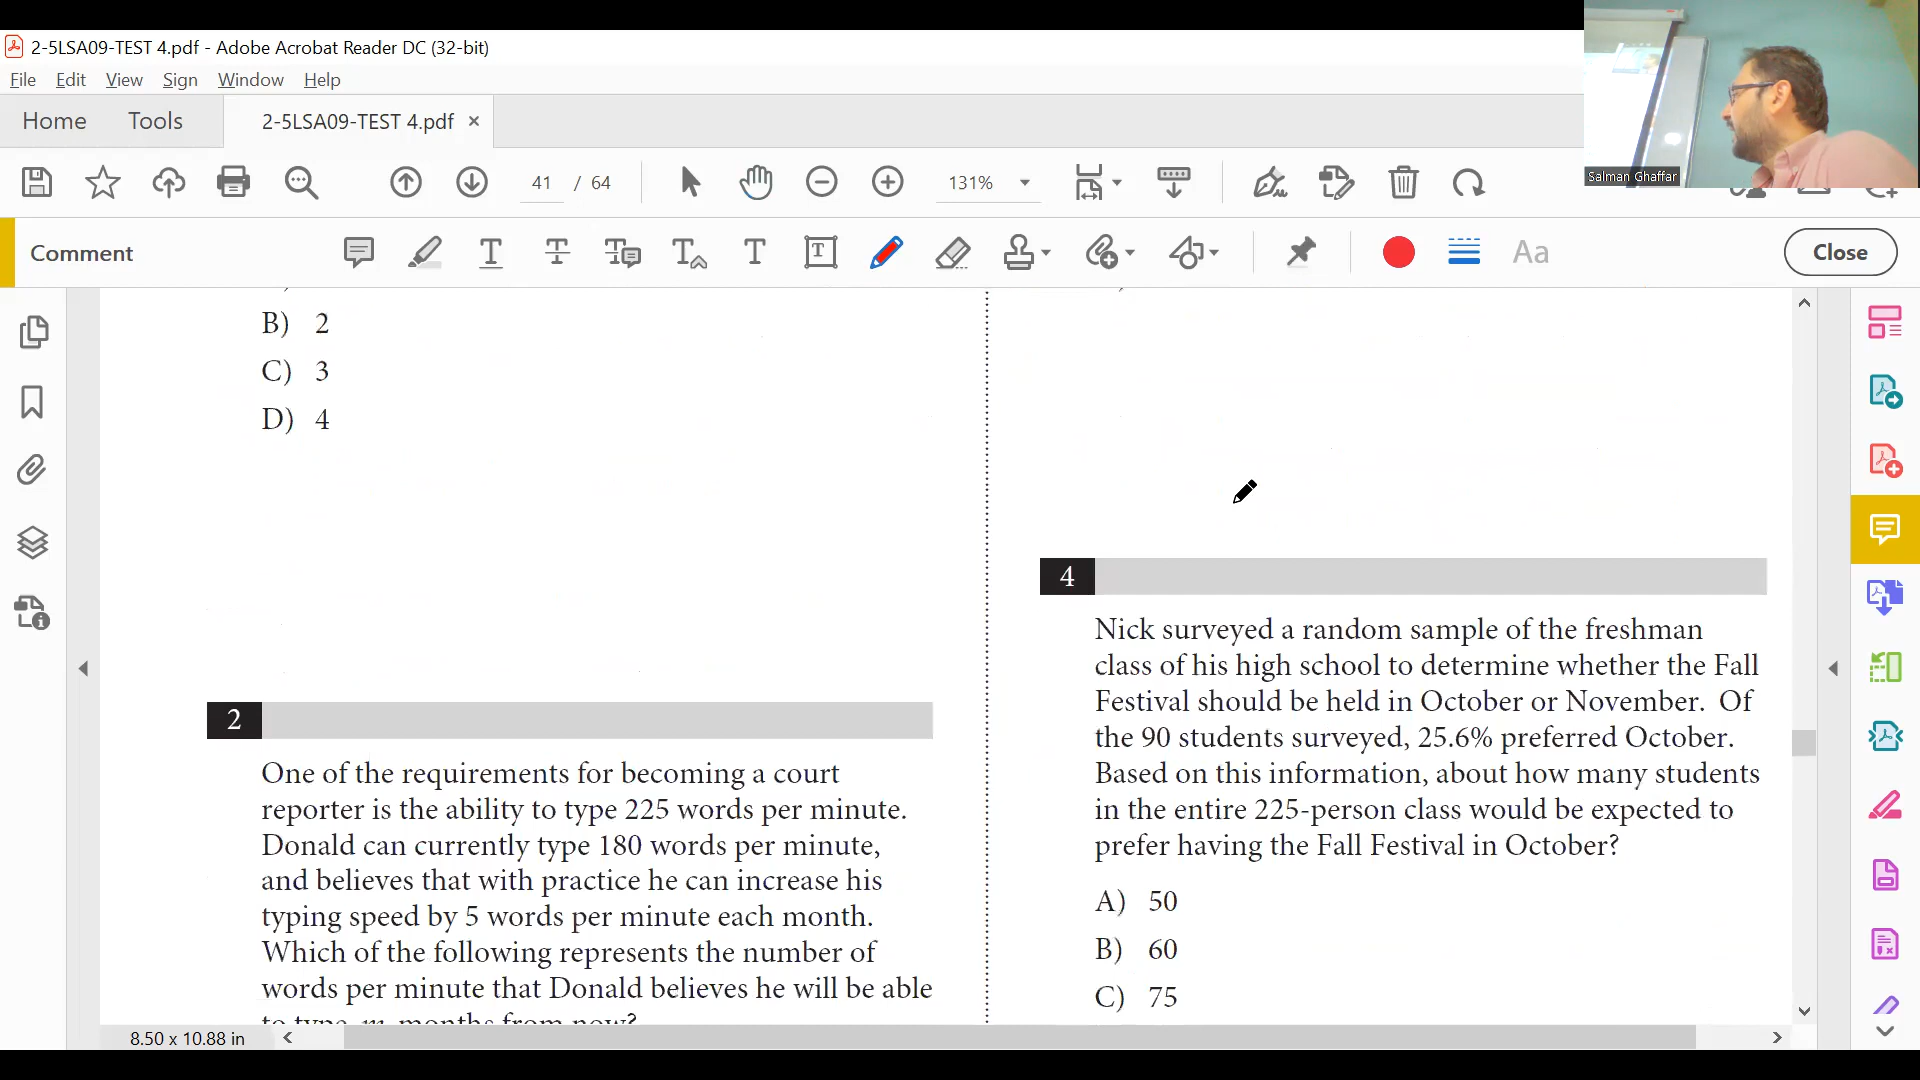 2-5LSA09-TEST 4.pdf - Adobe Acrobat Reader DC (32-bit)
File Edit View Sign Window Help
Home Tools 2-5LSA09-TEST 4.pdf ×
41 / 64 131%
Salman Ghaffar
Comment Aa Close
B) 2
C) 3
D) 4
2
One of the requirements for becoming a court
reporter is the ability to type 225 words per minute.
Donald can currently type 180 words per minute,
and believes that with practice he can increase his
typing speed by 5 words per minute each month.
Which of the following represents the number of
words per minute that Donald believes he will be able
to type m months from now?
4
Nick surveyed a random sample of the freshman
class of his high school to determine whether the Fall
Festival should be held in October or November. Of
the 90 students surveyed, 25.6% preferred October.
Based on this information, about how many students
in the entire 225-person class would be expected to
prefer having the Fall Festival in October?
A) 50
B) 60
C) 75
8.50 x 10.88 in